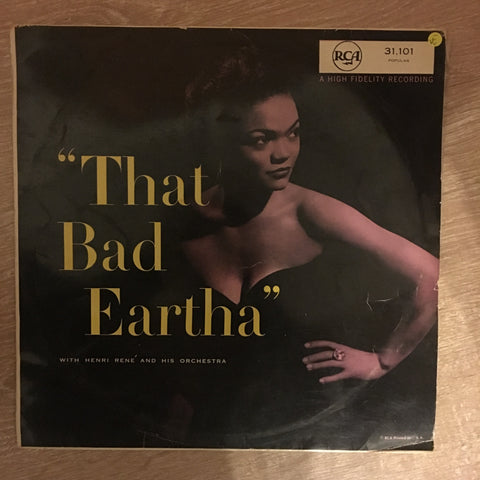 RCA
31.101
POPULAR
A HIGH FIDELITY RECORDING
“That
Bad
Eartha”
WITH HENRI RENÉ AND HIS ORCHESTRA